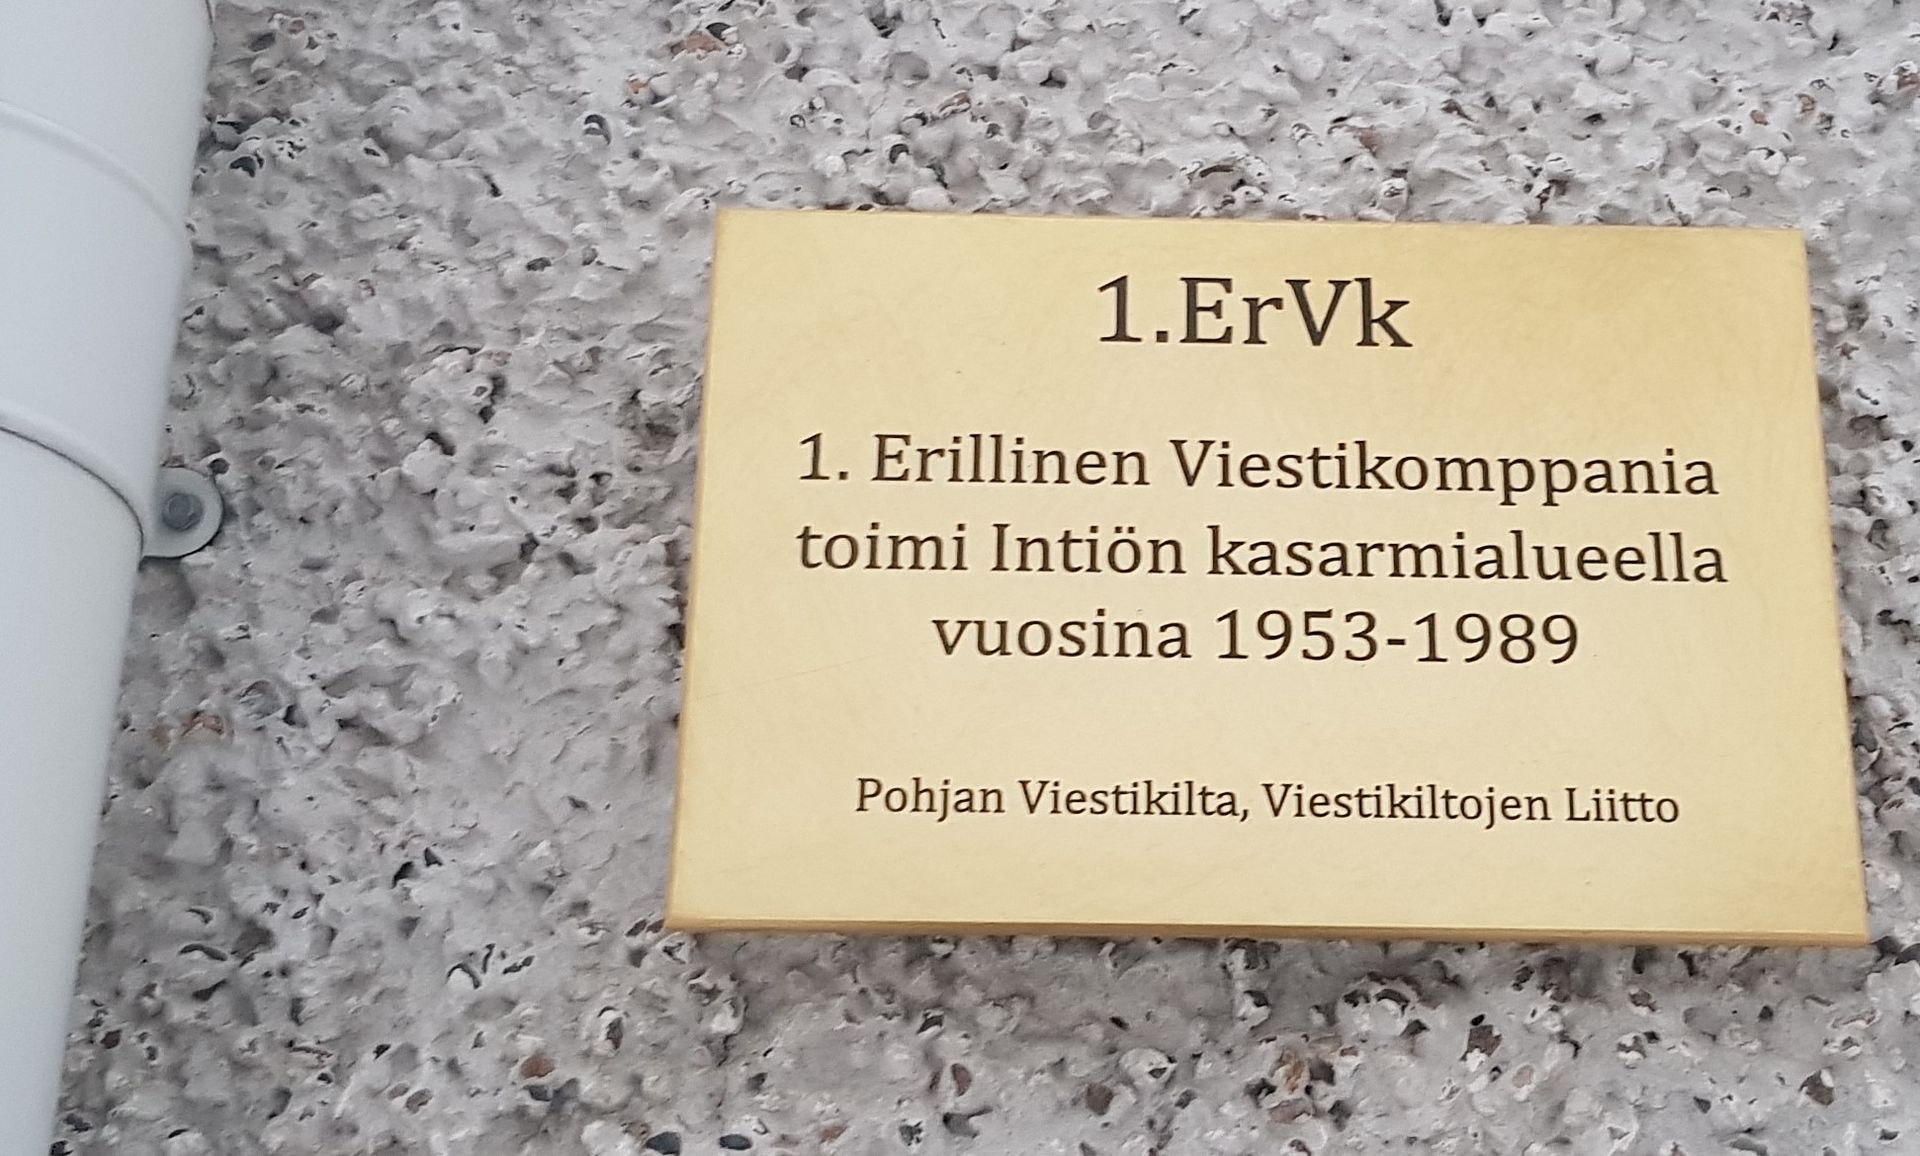 1.ErVk
1. Erillinen Viestikomppania
toimi Intiön kasarmialueella
vuosina 1953-1989
Pohjan Viestikilta, Viestikiltojen Liitto